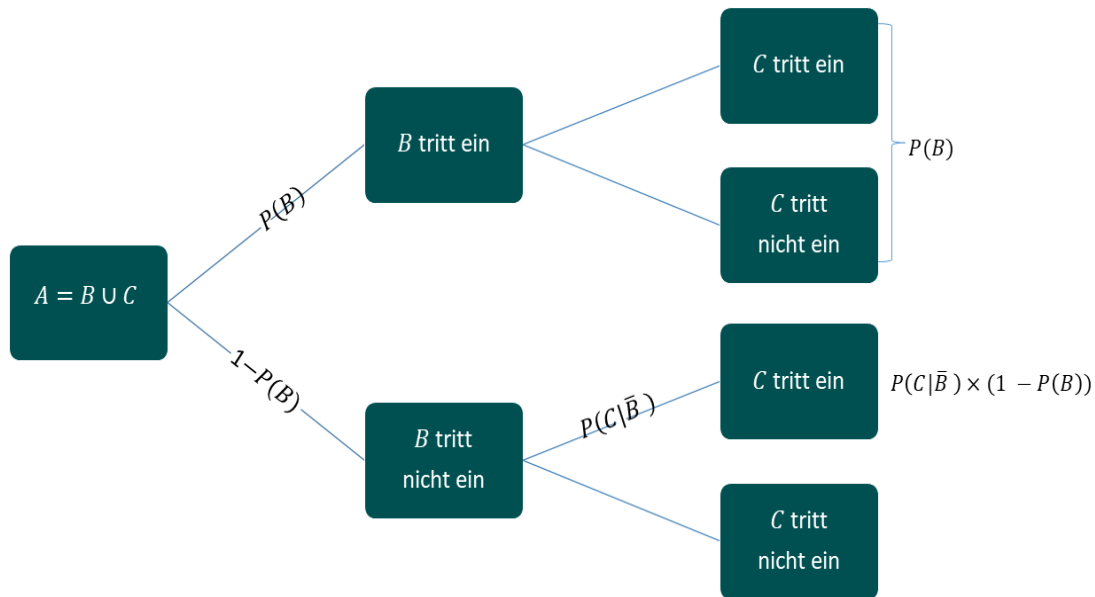 C tritt ein
B tritt ein
P(B)
P(B)
C tritt
nicht ein
A = B ∪ C
1−P(B)
C tritt ein
P(C|B̄ ) × (1 − P(B))
P(C|B̄ )
B tritt
nicht ein
C tritt
nicht ein